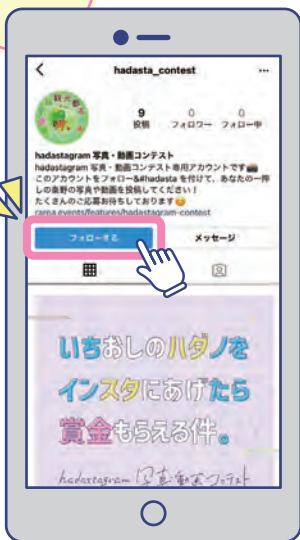 hadasta_contest
9
0
0
投稿
フォロワー
フォロー中
hadastagram 写真・動画コンテスト
hadastagram 写真・動画コンテスト専用アカウントです📷
このアカウントをフォロー&#hadasta を付けて、あなたの一押
しの秦野の写真や動画を投稿してください！
たくさんのご応募お待ちしております😊
rama.events/features/hadastagram-contest
フォローする
メッセージ
いちおしのハダノを
インスタにあげたら
賞金もらえる件。
hadastagram 写真・動画コンテスト